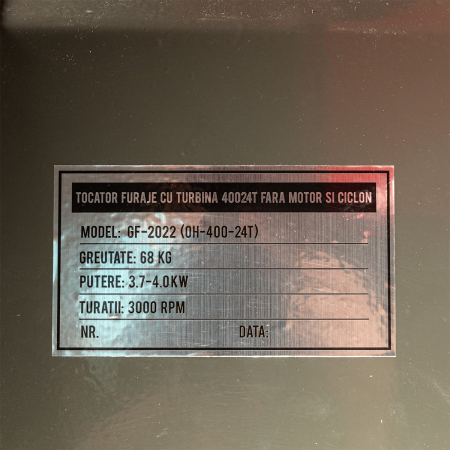 TOCATOR FURAJE CU TURBINA 40024T FARA MOTOR SI CICLON
MODEL: GF-2022 (OH-400-24T)
GREUTATE: 68 KG
PUTERE: 3.7-4.0KW
TURATII: 3000 RPM
NR. DATA: